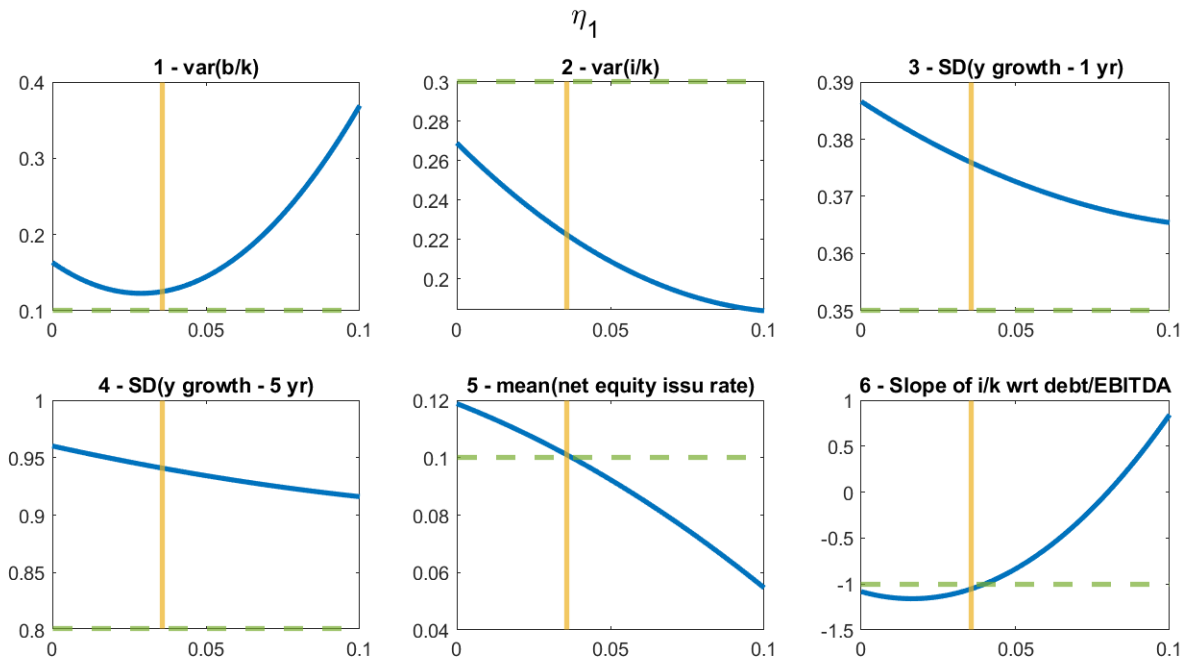 η1
1 - var(b/k)
0.4
0.3
0.2
0.1
0 0.05 0.1
2 - var(i/k)
0.3
0.28
0.26
0.24
0.22
0.2
0 0.05 0.1
3 - SD(y growth - 1 yr)
0.39
0.38
0.37
0.36
0.35
0 0.05 0.1
4 - SD(y growth - 5 yr)
1
0.95
0.9
0.85
0.8
0 0.05 0.1
5 - mean(net equity issu rate)
0.12
0.1
0.08
0.06
0.04
0 0.05 0.1
6 - Slope of i/k wrt debt/EBITDA
1
0.5
0
-0.5
-1
-1.5
0 0.05 0.1